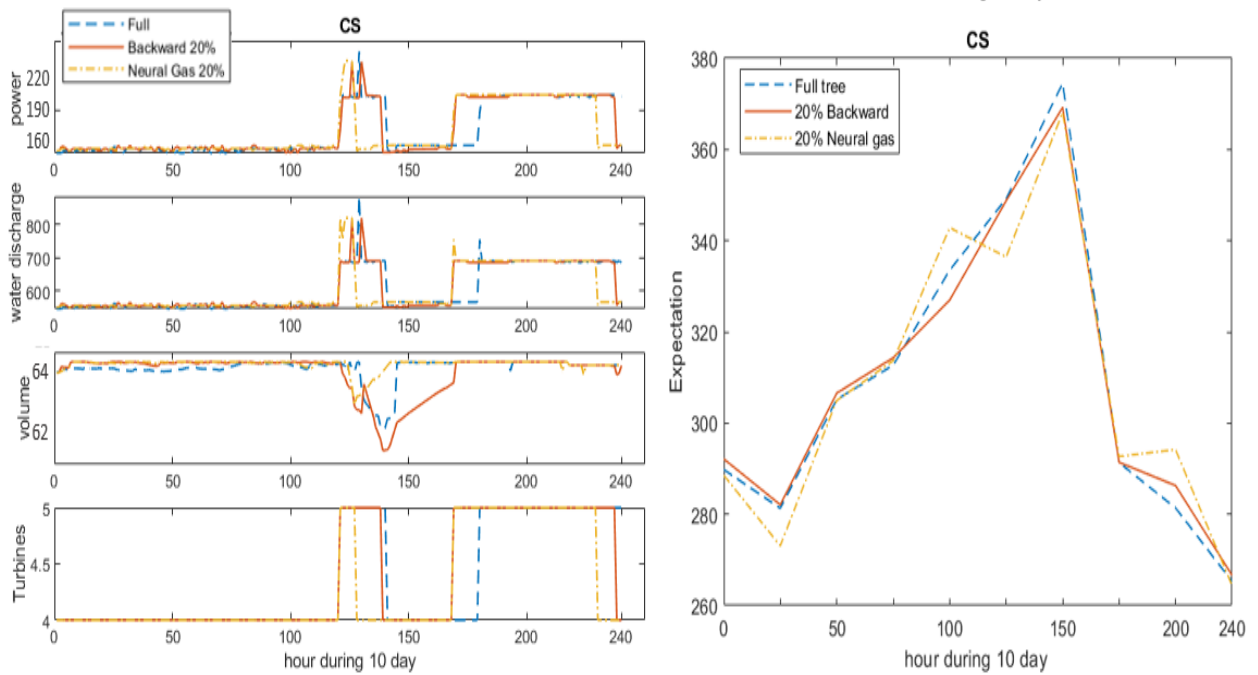 CS
Full
Backward 20%
Neural Gas 20%
power
220
190
160
0 50 100 150 200 240
water discharge
800
700
600
0 50 100 150 200 240
volume
64
62
0 50 100 150 200 240
Turbines
5
4.5
4
0 50 100 150 200 240
hour during 10 day
CS
Full tree
20% Backward
20% Neural gas
Expectation
380
360
340
320
300
280
260
0 50 100 150 200 240
hour during 10 day